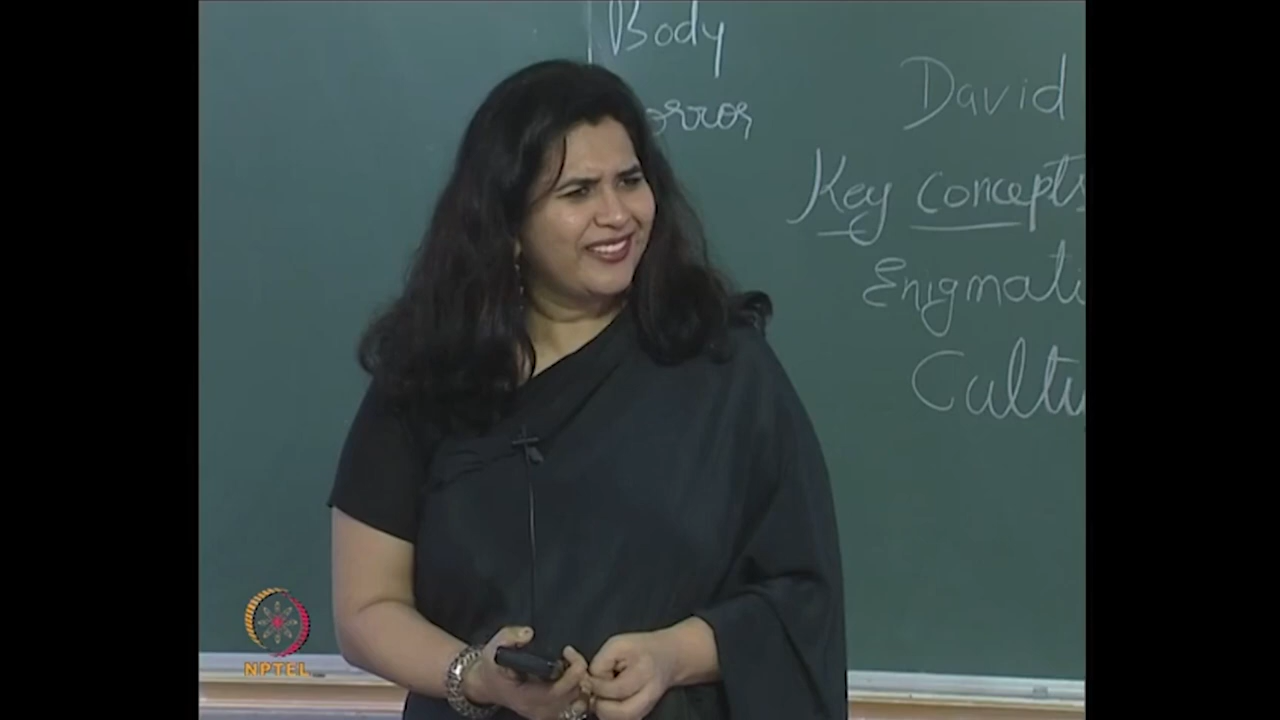 Body
orror
David
Key concepts
Enigmati
Cultu
NPTEL